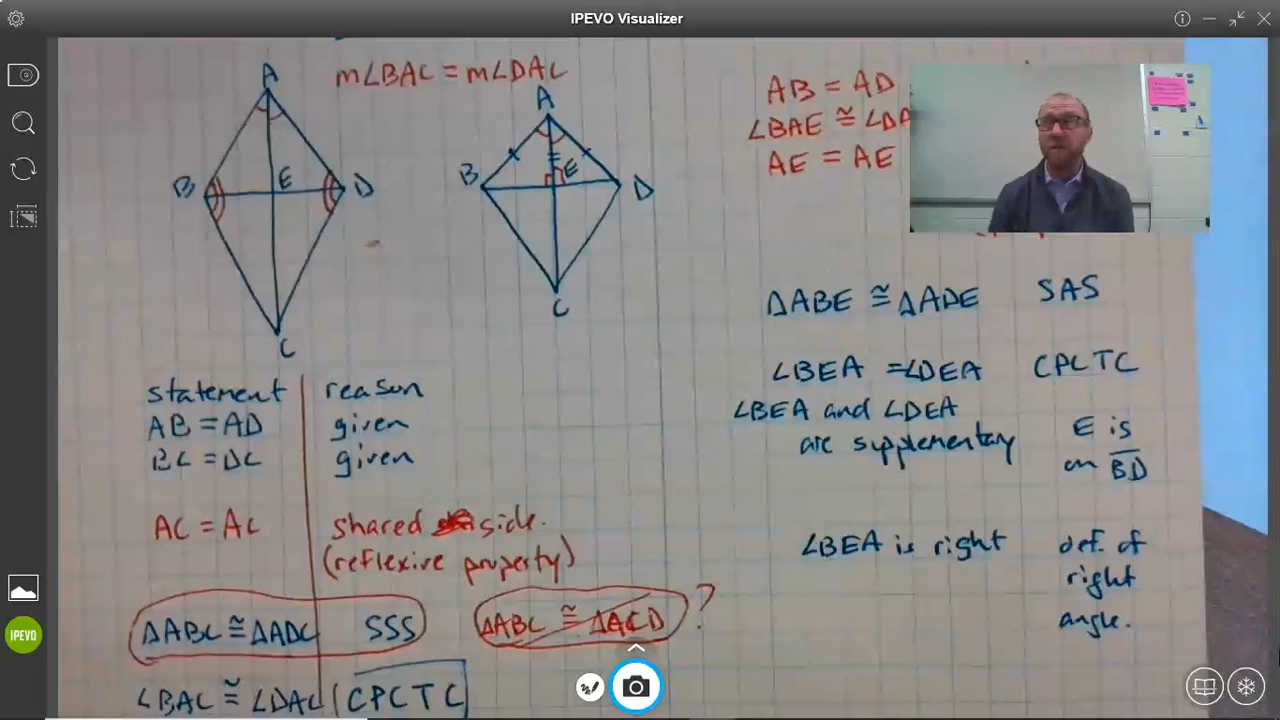 IPEVO Visualizer
m∠BAC = m∠DAC
A
B
E
D
C
A
B
E
D
C
AB = AD
∠BAE ≅ ∠DA
AE = AE
△ABE ≅ △ADE SAS
∠BEA = ∠DEA CPCTC
∠BEA and ∠DEA
are supplementary
E is
on BD
∠BEA is right
def. of
right
angle.
statement reason
AB = AD given
BC = DC given
AC = AC shared side.
(reflexive property)
△ABC ≅ △ADC SSS
△ABC ≅ △ACD ?
∠BAC ≅ ∠DAC CPCTC
IPEVO